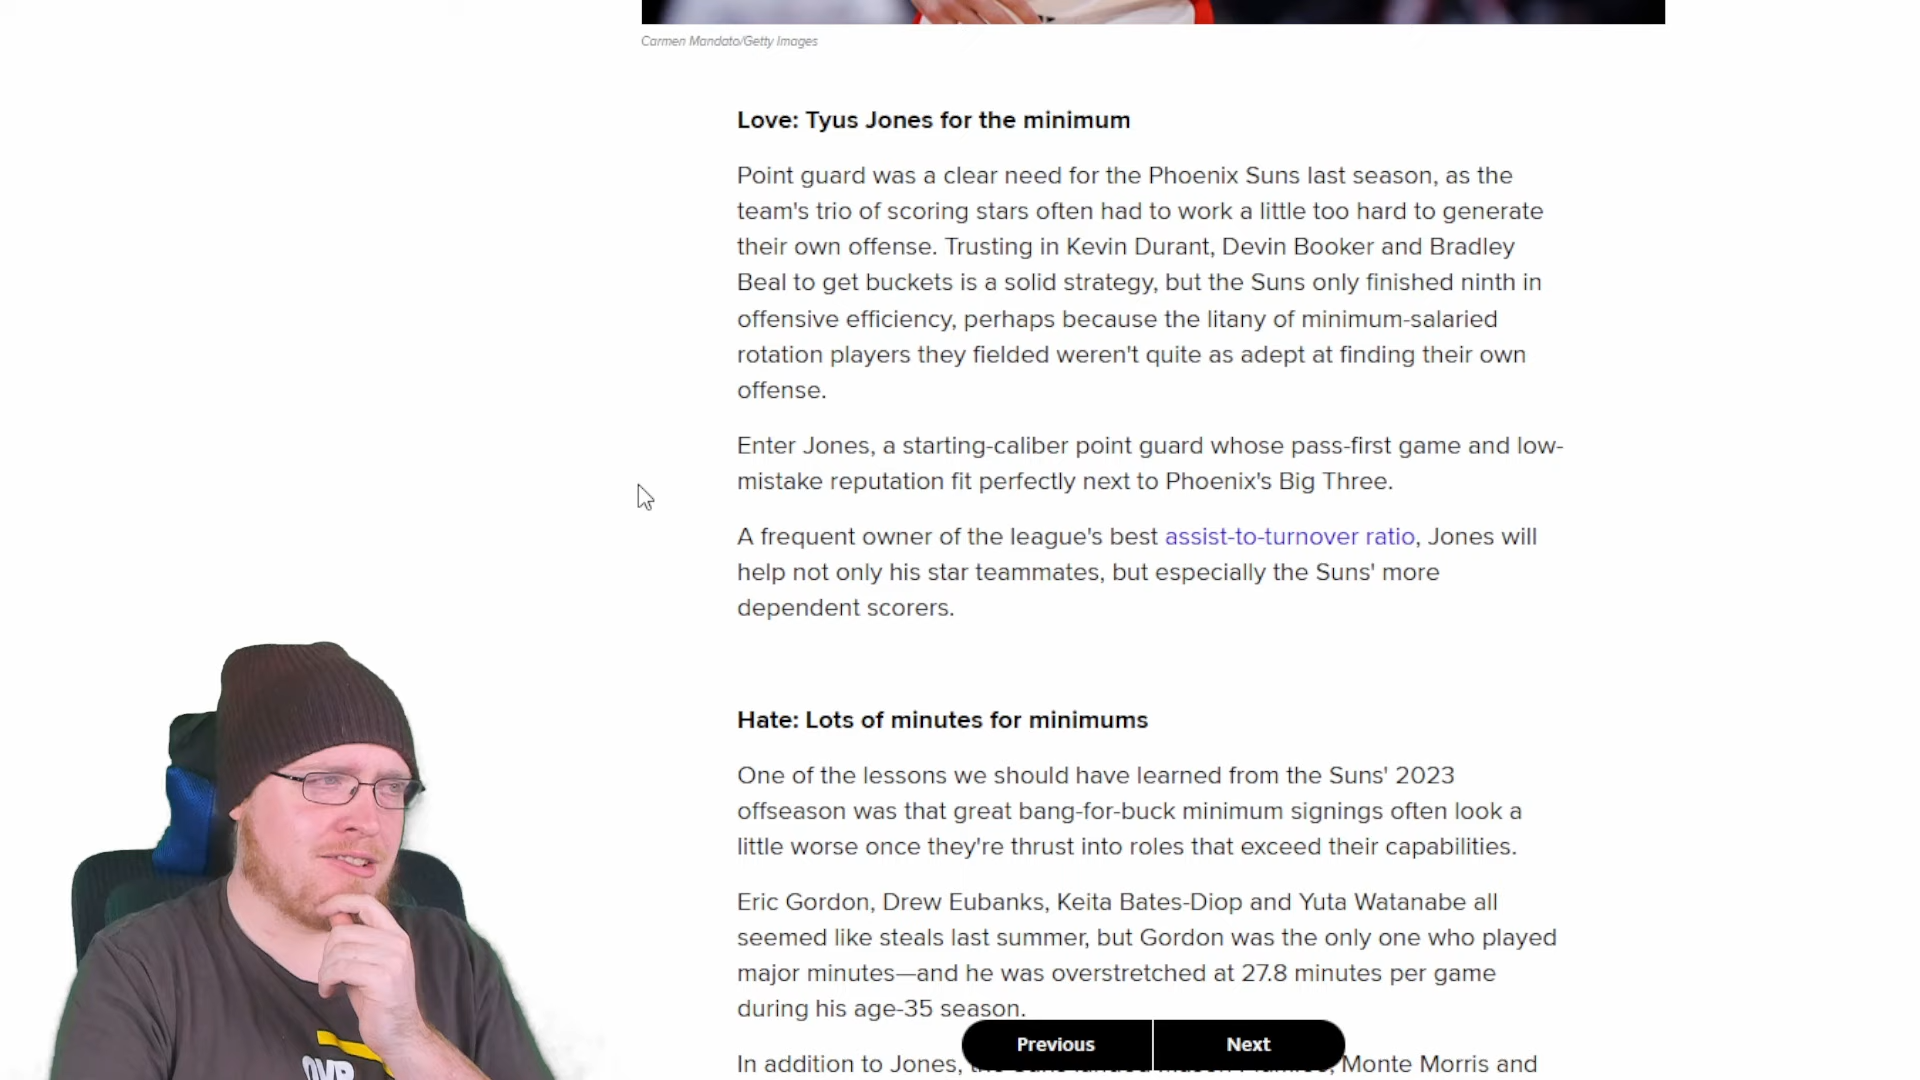 Carmen Mandato/Getty Images
Love: Tyus Jones for the minimum
Point guard was a clear need for the Phoenix Suns last season, as the
team's trio of scoring stars often had to work a little too hard to generate
their own offense. Trusting in Kevin Durant, Devin Booker and Bradley
Beal to get buckets is a solid strategy, but the Suns only finished ninth in
offensive efficiency, perhaps because the litany of minimum-salaried
rotation players they fielded weren't quite as adept at finding their own
offense.
Enter Jones, a starting-caliber point guard whose pass-first game and low-
mistake reputation fit perfectly next to Phoenix's Big Three.
A frequent owner of the league's best assist-to-turnover ratio, Jones will
help not only his star teammates, but especially the Suns' more
dependent scorers.
Hate: Lots of minutes for minimums
One of the lessons we should have learned from the Suns' 2023
offseason was that great bang-for-buck minimum signings often look a
little worse once they're thrust into roles that exceed their capabilities.
Eric Gordon, Drew Eubanks, Keita Bates-Diop and Yuta Watanabe all
seemed like steals last summer, but Gordon was the only one who played
major minutes—and he was overstretched at 27.8 minutes per game
during his age-35 season.
Previous Next
In addition to Jones, Monte Morris and
OVR